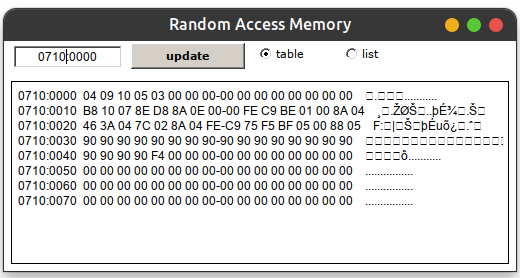 Random Access Memory
0710:0000 update table list
0710:0000 04 09 10 05 03 00 00 00-00 00 00 00 00 00 00 00 □.□□□...........
0710:0010 B8 10 07 8E D8 8A 0E 00-00 FE C9 BE 01 00 8A 04 ¸□.ŽØŠ□..þɾ□.Š□
0710:0020 46 3A 04 7C 02 8A 04 FE-C9 75 F5 BF 05 00 88 05 F:□|□Š□þÉuõ¿□.ˆ□
0710:0030 90 90 90 90 90 90 90 90-90 90 90 90 90 90 90 90 □□□□□□□□□□□□□□□□
0710:0040 90 90 90 90 F4 00 00-00 00 00 00 00 00 00 00 00 □□□□ô...........
0710:0050 00 00 00 00 00 00 00 00-00 00 00 00 00 00 00 00 ................
0710:0060 00 00 00 00 00 00 00 00-00 00 00 00 00 00 00 00 ................
0710:0070 00 00 00 00 00 00 00 00-00 00 00 00 00 00 00 00 ................